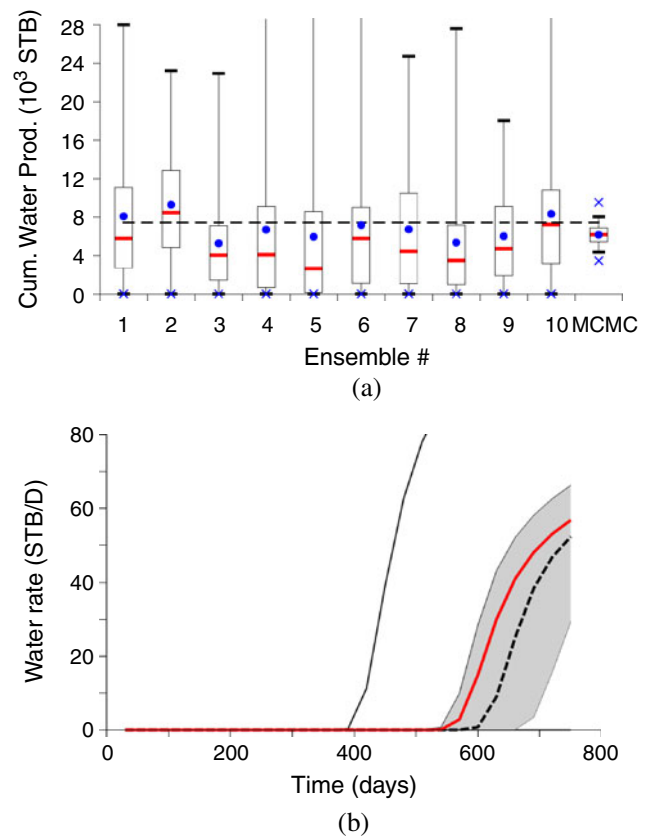 28
24
20
16
12
8
4
0
Cum. Water Prod. (10³ STB)
1 2 3 4 5 6 7 8 9 10 MCMC
Ensemble #
(a)
80
60
40
20
0
Water rate (STB/D)
0 200 400 600 800
Time (days)
(b)